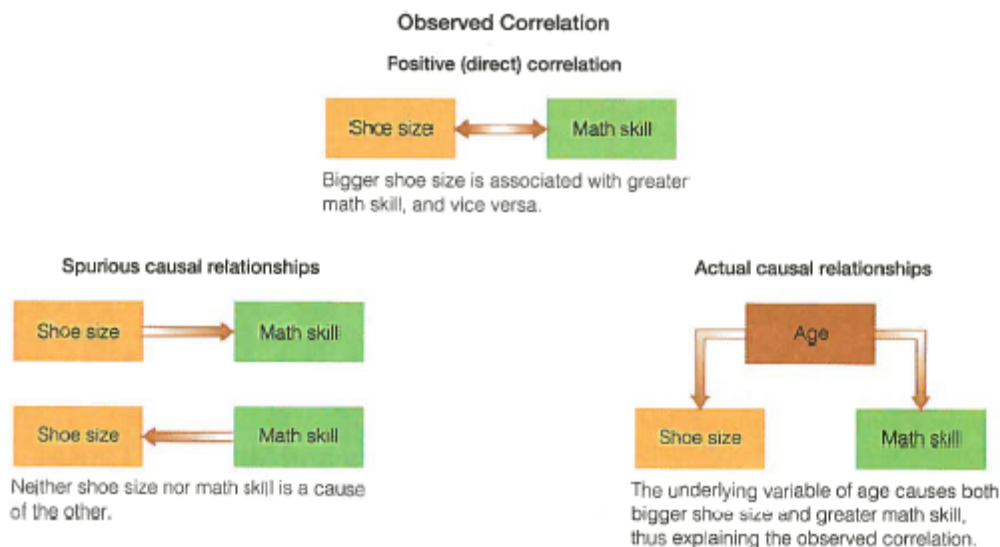 Observed Correlation
Positive (direct) correlation
Shoe size
Math skill
Bigger shoe size is associated with greater
math skill, and vice versa.
Spurious causal relationships
Shoe size
Math skill
Shoe size
Math skill
Neither shoe size nor math skill is a cause
of the other.
Actual causal relationships
Age
Shoe size
Math skill
The underlying variable of age causes both
bigger shoe size and greater math skill,
thus explaining the observed correlation.